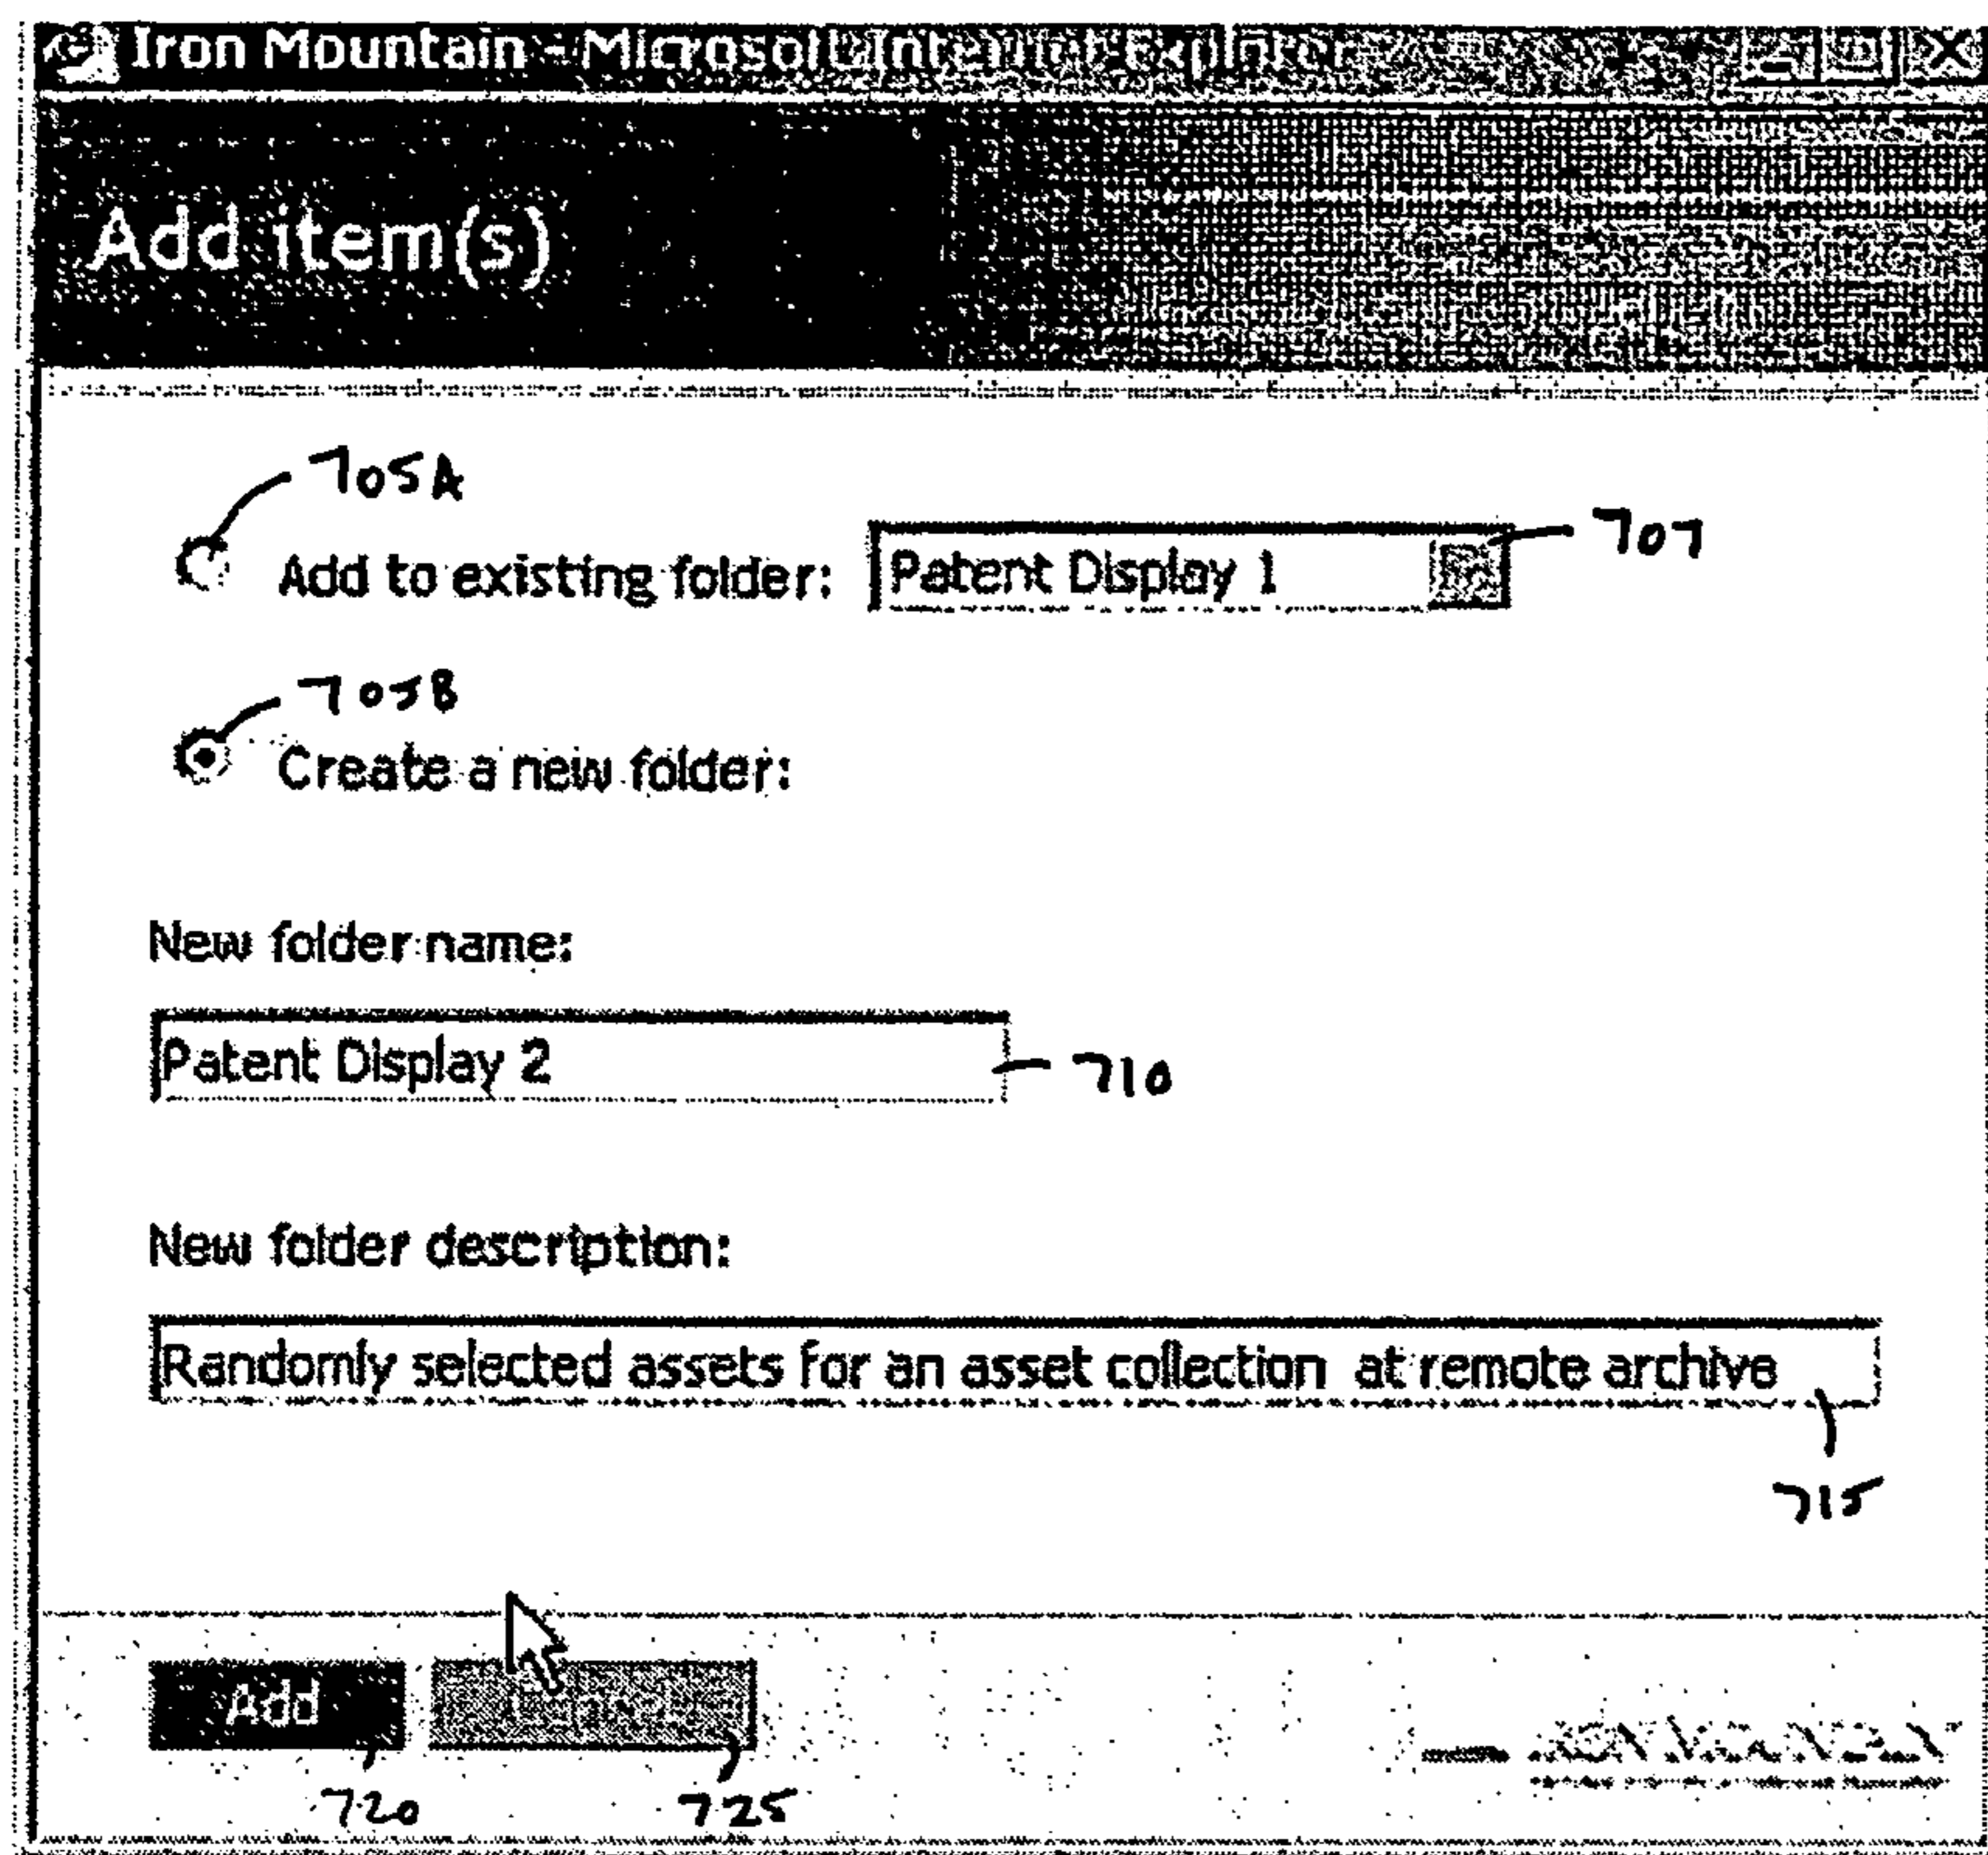 Iron Mountain - Microsoft Internet Explorer
Add item(s)
705A
Add to existing folder: Patent Display 1 707
705B
Create a new folder:
New folder name:
Patent Display 2 710
New folder description:
Randomly selected assets for an asset collection at remote archive
715
Add Cancel
720 725